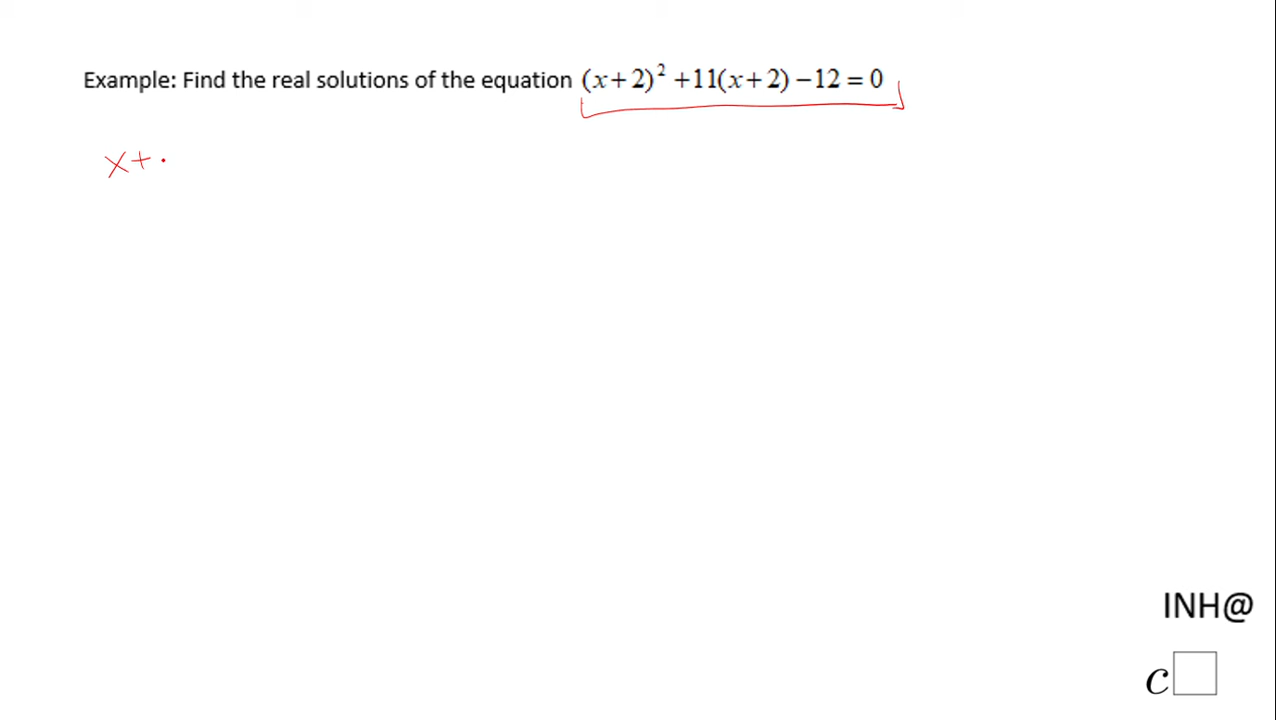 Example: Find the real solutions of the equation (x+2)² +11(x+2) −12 = 0
x+
INH@
c